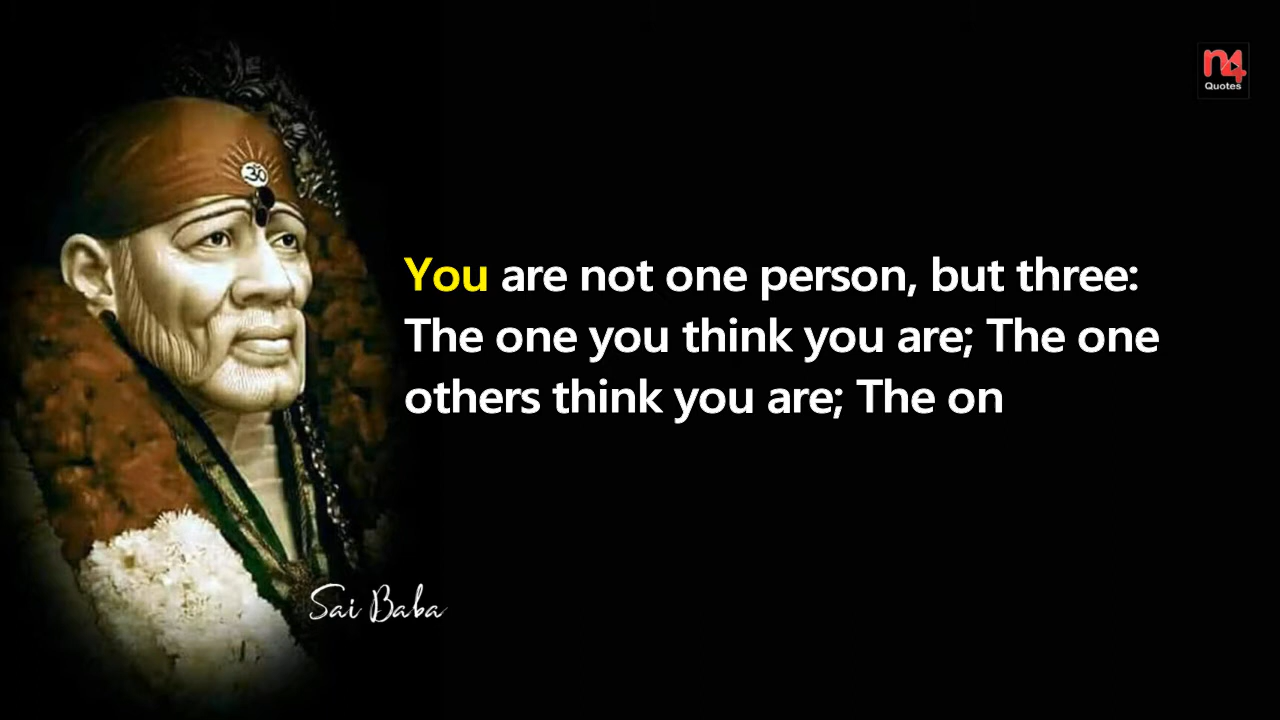 n4
Quotes
ॐ
You are not one person, but three:
The one you think you are; The one
others think you are; The on
Sai Baba